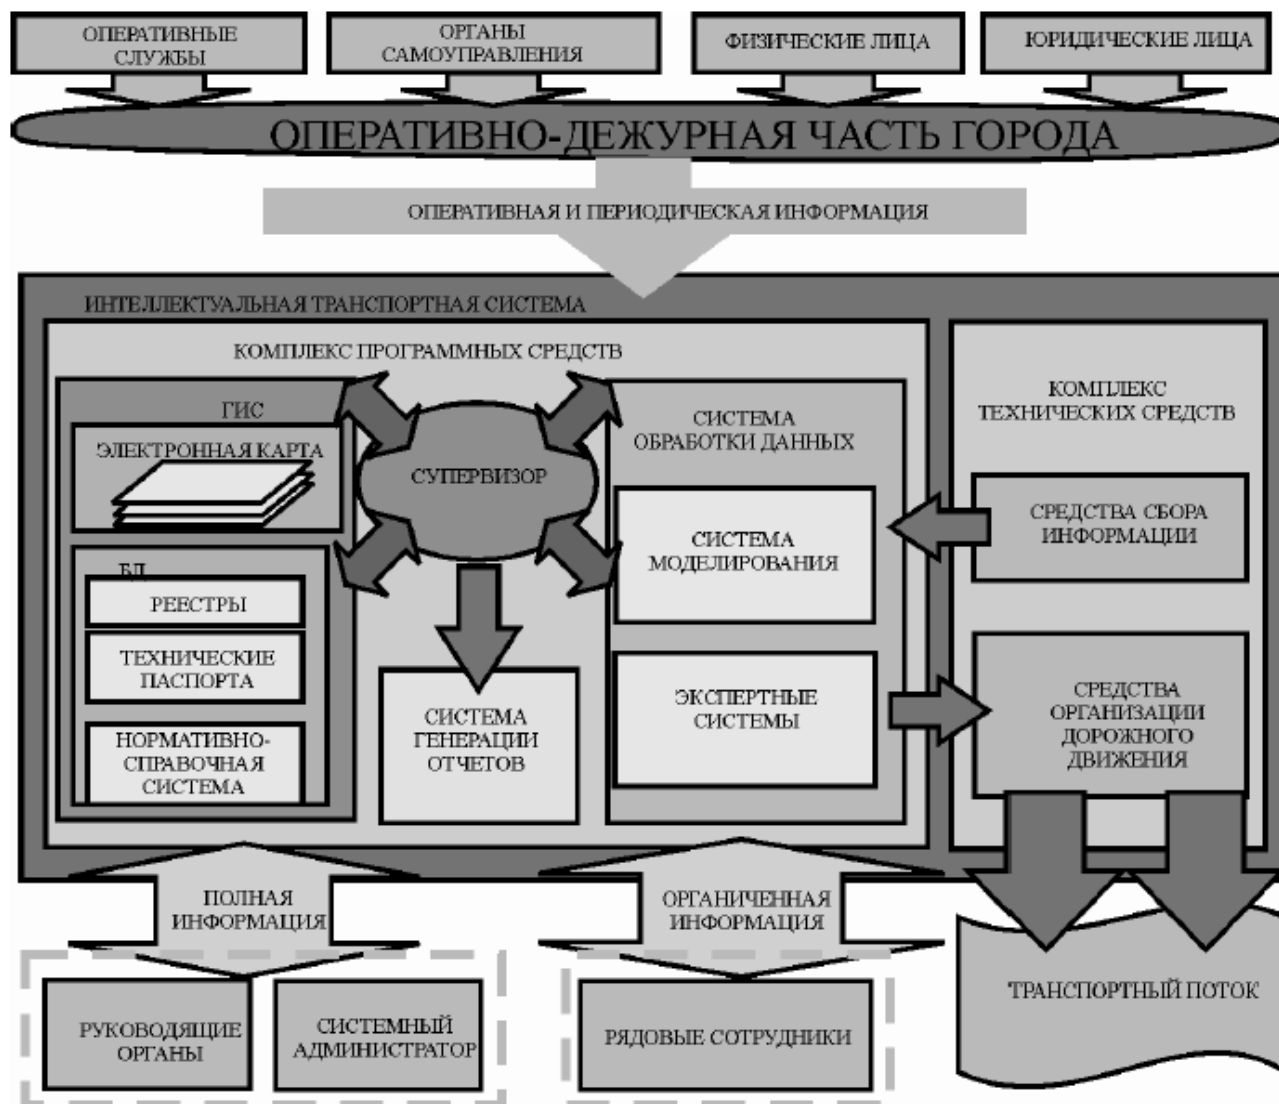 ОПЕРАТИВНЫЕ
СЛУЖБЫ
ОРГАНЫ
САМОУПРАВЛЕНИЯ
ФИЗИЧЕСКИЕ ЛИЦА
ЮРИДИЧЕСКИЕ ЛИЦА
ОПЕРАТИВНО-ДЕЖУРНАЯ ЧАСТЬ ГОРОДА
ОПЕРАТИВНАЯ И ПЕРИОДИЧЕСКАЯ ИНФОРМАЦИЯ
ИНТЕЛЛЕКТУАЛЬНАЯ ТРАНСПОРТНАЯ СИСТЕМА
КОМПЛЕКС ПРОГРАММНЫХ СРЕДСТВ
ГИС
ЭЛЕКТРОННАЯ КАРТА
БД
РЕЕСТРЫ
ТЕХНИЧЕСКИЕ
ПАСПОРТА
НОРМАТИВНО-
СПРАВОЧНАЯ
СИСТЕМА
СУПЕРВИЗОР
СИСТЕМА
ГЕНЕРАЦИИ
ОТЧЕТОВ
СИСТЕМА
ОБРАБОТКИ ДАННЫХ
СИСТЕМА
МОДЕЛИРОВАНИЯ
ЭКСПЕРТНЫЕ
СИСТЕМЫ
КОМПЛЕКС
ТЕХНИЧЕСКИХ СРЕДСТВ
СРЕДСТВА СБОРА
ИНФОРМАЦИИ
СРЕДСТВА
ОРГАНИЗАЦИИ
ДОРОЖНОГО
ДВИЖЕНИЯ
ПОЛНАЯ
ИНФОРМАЦИЯ
ОРГАНИЧЕННАЯ
ИНФОРМАЦИЯ
РУКОВОДЯЩИЕ
ОРГАНЫ
СИСТЕМНЫЙ
АДМИНИСТРАТОР
РЯДОВЫЕ СОТРУДНИКИ
ТРАНСПОРТНЫЙ ПОТОК